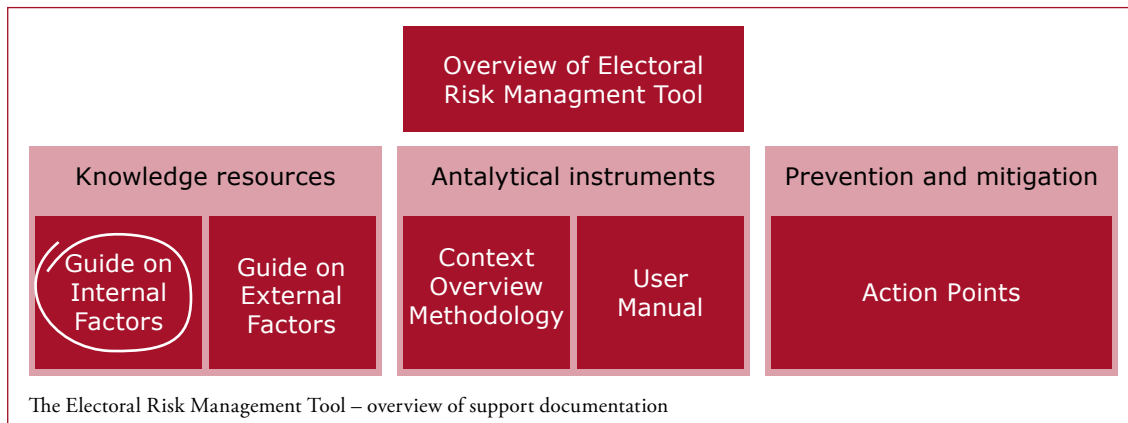 Overview of Electoral
Risk Managment Tool
Knowledge resources
Guide on
Internal
Factors
Guide on
External
Factors
Antalytical instruments
Context
Overview
Methodology
User
Manual
Prevention and mitigation
Action Points
The Electoral Risk Management Tool – overview of support documentation